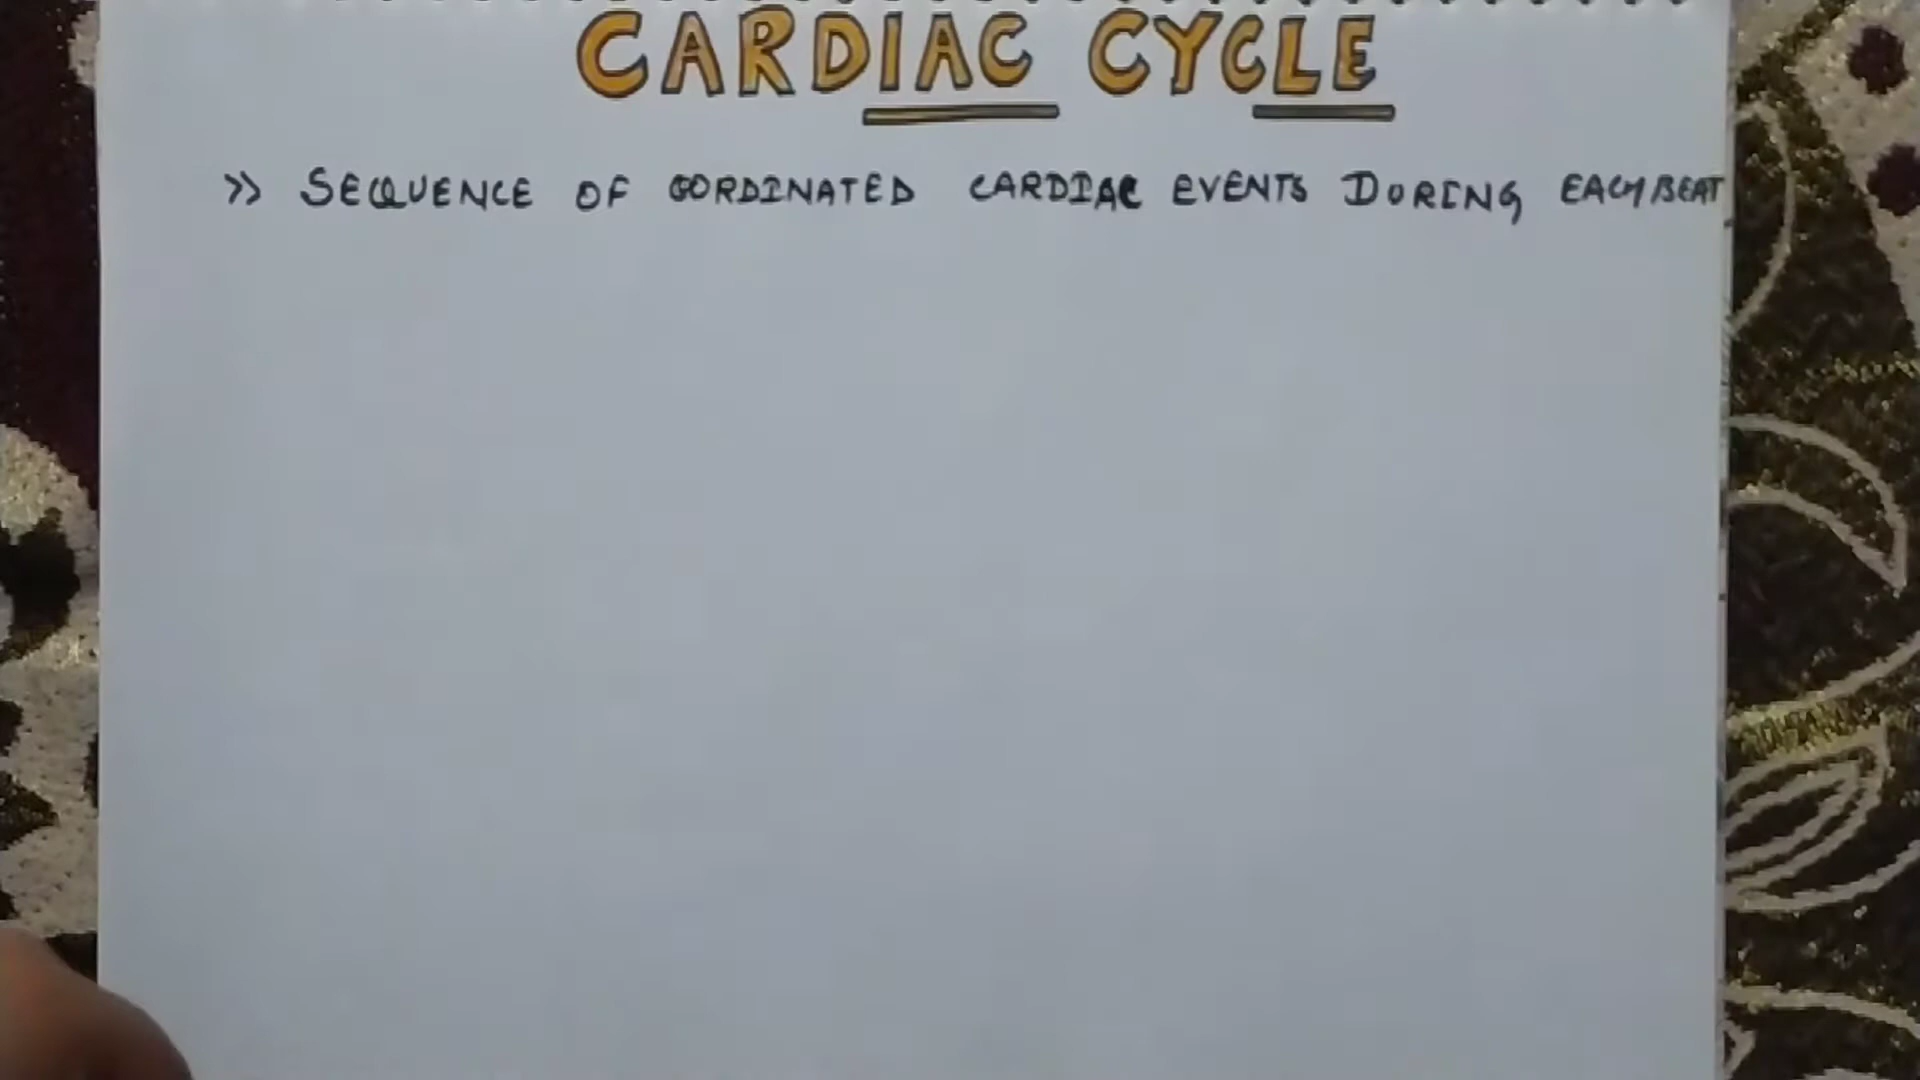 CARDIAC CYCLE
>> SEQUENCE OF CORDINATED CARDIAC EVENTS DURING EACH BEAT